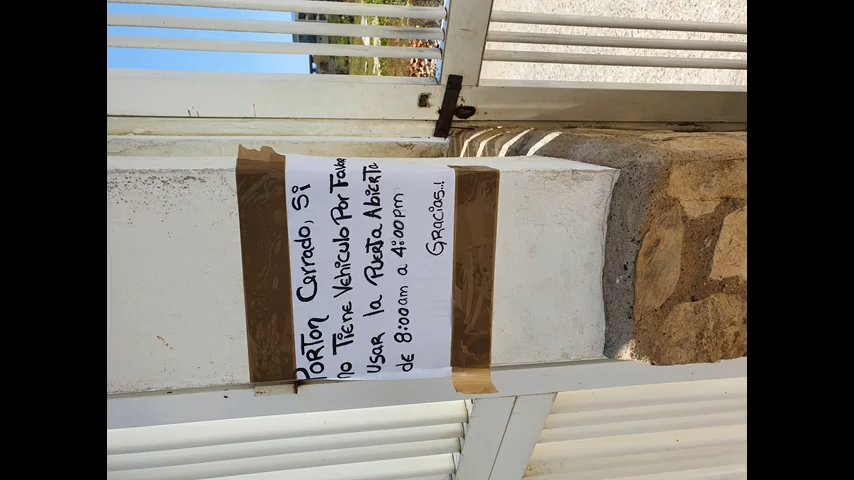 PORTON Cerrado, Si
no Tiene Vehiculo Por Favor
usar la Puerta Abierta
de 8:00am a 4:00pm
Gracias..!